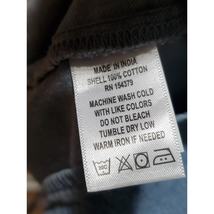 MADE IN INDIA
SHELL 100% COTTON
RN 154379
MACHINE WASH COLD
WITH LIKE COLORS
DO NOT BLEACH
TUMBLE DRY LOW
WARM IRON IF NEEDED